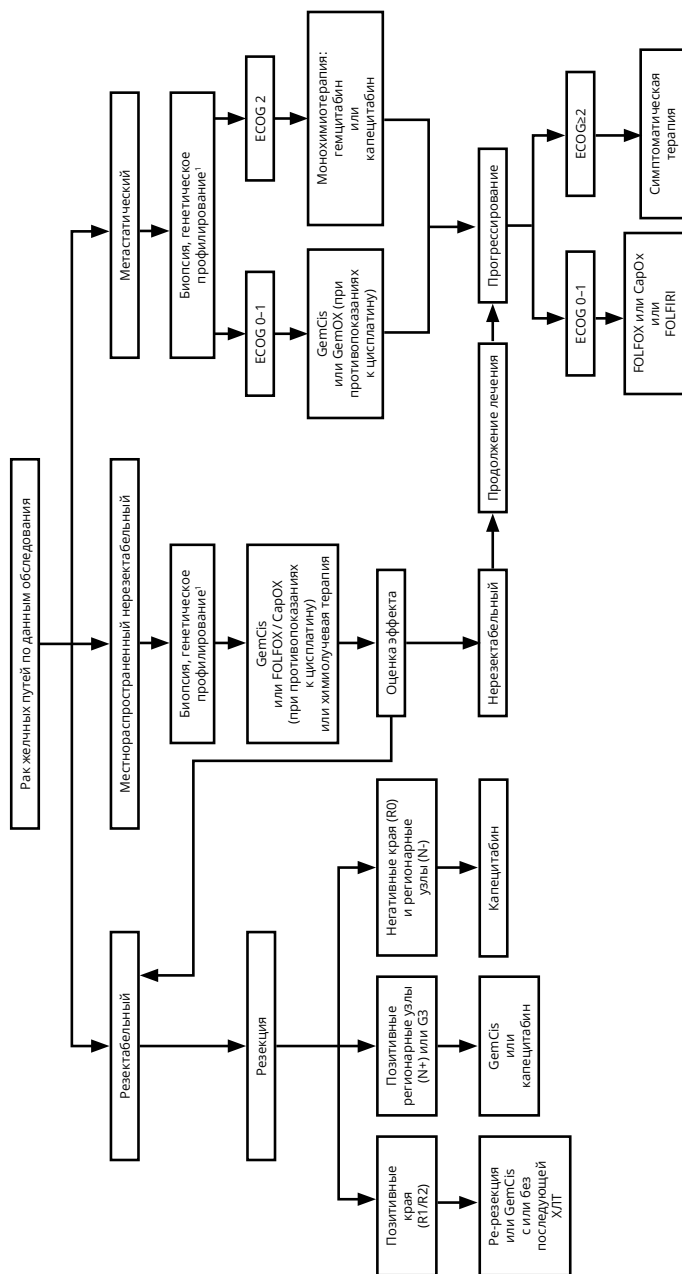 Рак желчных путей по данным обследования
Резектабельный
Местнораспространенный нерезектабельный
Метастатический
Биопсия, генетическое
профилирование¹
Биопсия, генетическое
профилирование¹
Резекция
GemCis
или FOLFOX / CapOX
(при противопоказаниях
к цисплатину)
или химиолучевая терапия
ECOG 0–1
ECOG 2
GemCis
или GemOX (при
противопоказаниях
к цисплатину)
Монохимиотерапия:
гемцитабин
или
капецитабин
Позитивные
края
(R1/R2)
Позитивные
регионарные узлы
(N+) или G3
Негативные края (R0)
и регионарные
узлы (N-)
Оценка эффекта
Ре-резекция
или GemCis
с или без
последующей
ХЛТ
GemCis
или
капецитабин
Капецитабин
Нерезектабельный
Продолжение лечения
Прогрессирование
ECOG 0–1
ECOG≥2
FOLFOX или CapOx
или
FOLFIRI
Симптоматическая
терапия